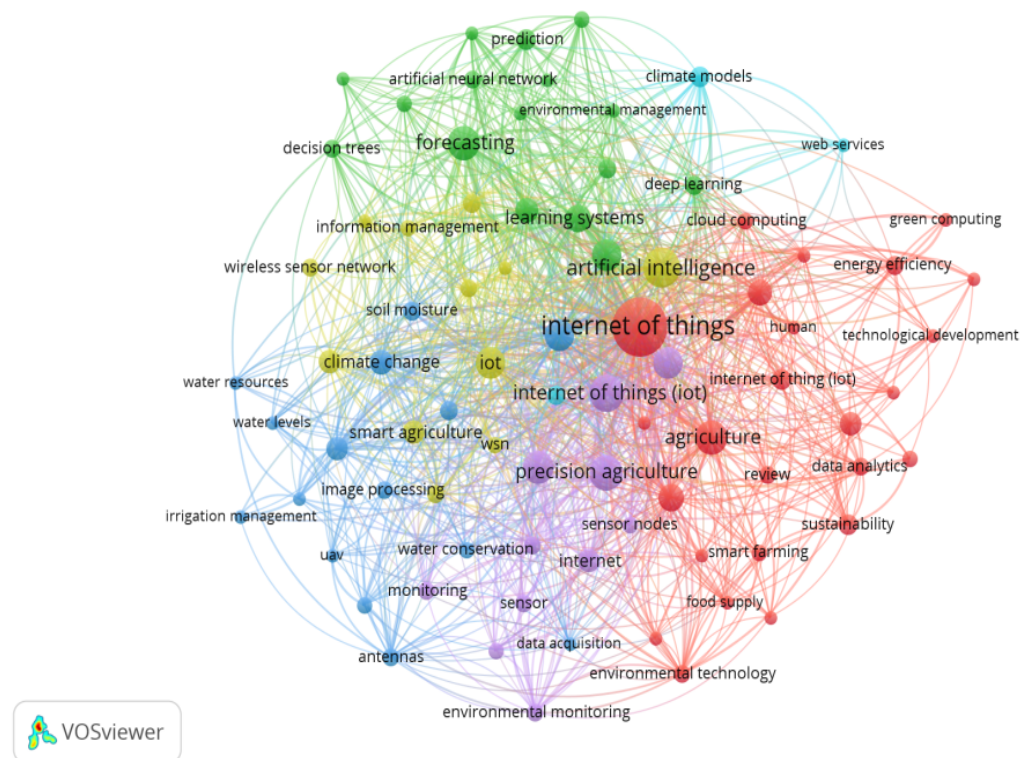 prediction
climate models
artificial neural network
environmental management
forecasting
web services
decision trees
deep learning
learning systems
cloud computing
green computing
information management
wireless sensor network
artificial intelligence
energy efficiency
soil moisture
internet of things
human
technological development
climate change
iot
water resources
internet of things (iot)
internet of thing (iot)
water levels
smart agriculture
wsn
agriculture
precision agriculture
review
data analytics
image processing
irrigation management
sensor nodes
sustainability
uav
water conservation
internet
smart farming
monitoring
sensor
food supply
antennas
data acquisition
environmental technology
environmental monitoring
VOSviewer